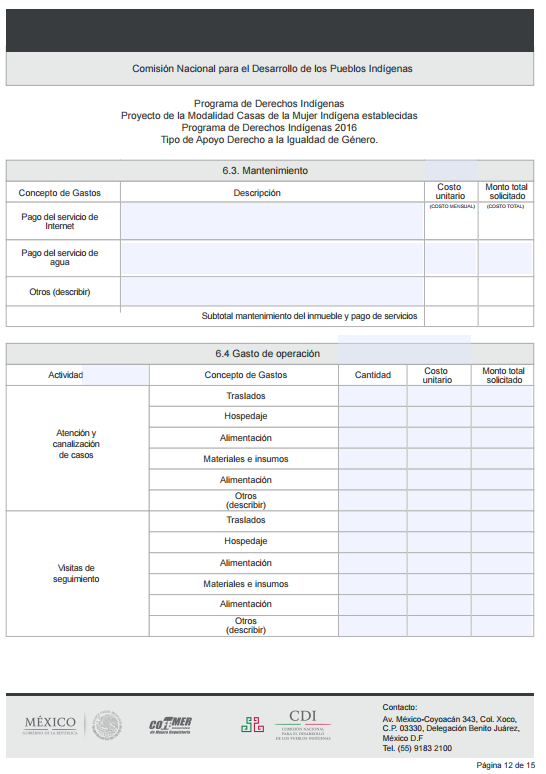 Comisión Nacional para el Desarrollo de los Pueblos Indígenas
Programa de Derechos Indígenas
Proyecto de la Modalidad Casas de la Mujer Indígena establecidas
Programa de Derechos Indígenas 2016
Tipo de Apoyo Derecho a la Igualdad de Género.
6.3. Mantenimiento
Concepto de Gastos
Descripción
Costo
unitario
Monto total
solicitado
(COSTO MENSUAL)
(COSTO TOTAL)
Pago del servicio de
Internet
Pago del servicio de
agua
Otros (describir)
Subtotal mantenimiento del inmueble y pago de servicios
6.4 Gasto de operación
Actividad
Concepto de Gastos
Cantidad
Costo
unitario
Monto total
solicitado
Atención y
canalización
de casos
Traslados
Hospedaje
Alimentación
Materiales e insumos
Alimentación
Otros
(describir)
Visitas de
seguimiento
Traslados
Hospedaje
Alimentación
Materiales e insumos
Alimentación
Otros
(describir)
MÉXICO
GOBIERNO DE LA REPÚBLICA
COFEMER
de Mejora Regulatoria
CDI
COMISIÓN NACIONAL
PARA EL DESARROLLO
DE LOS PUEBLOS INDÍGENAS
Contacto:
Av. México-Coyoacán 343, Col. Xoco,
C.P. 03330, Delegación Benito Juárez,
México D.F
Tel. (55) 9183 2100
Página 12 de 15